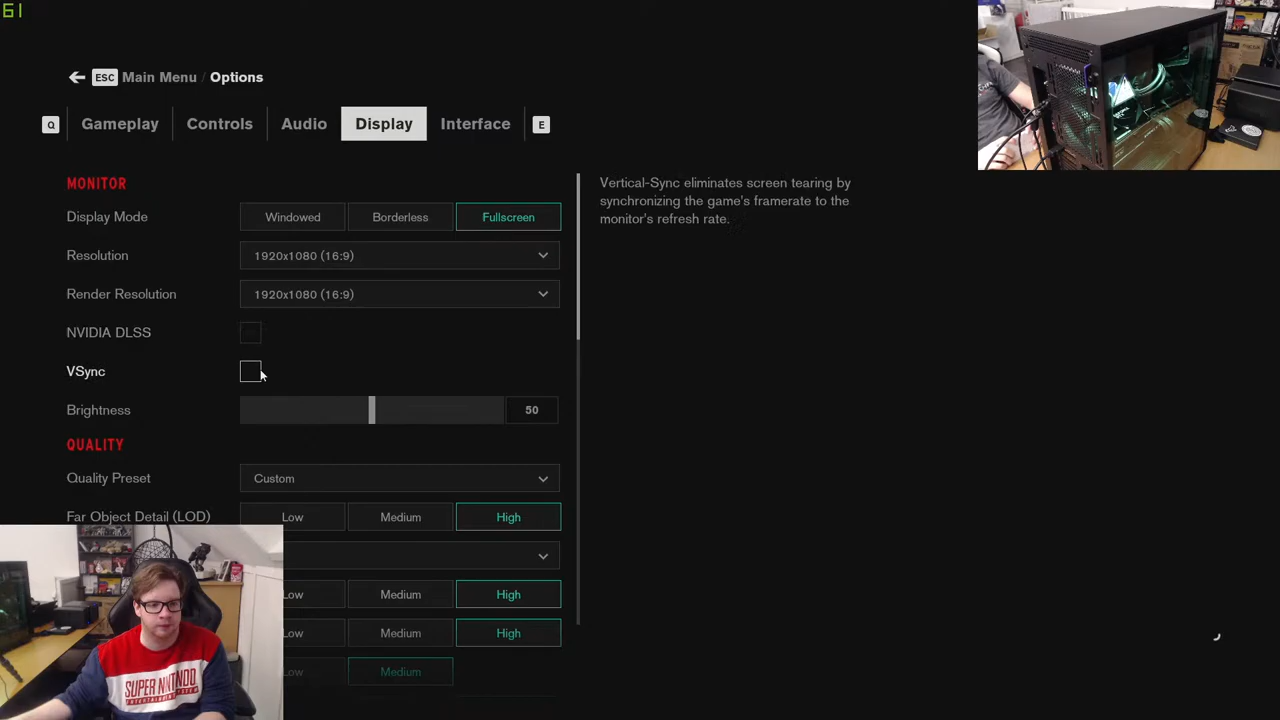 61
ESC Main Menu / Options
Q Gameplay Controls Audio Display Interface E
MONITOR
Display Mode Windowed Borderless Fullscreen
Resolution 1920x1080 (16:9)
Render Resolution 1920x1080 (16:9)
NVIDIA DLSS
VSync
Brightness 50
QUALITY
Quality Preset Custom
Far Object Detail (LOD) Low Medium High
Low Medium High
Low Medium High
Low Medium
Vertical-Sync eliminates screen tearing by
synchronizing the game's framerate to the
monitor's refresh rate.
SUPER NINTENDO
ENTERTAINMENT SYSTEM